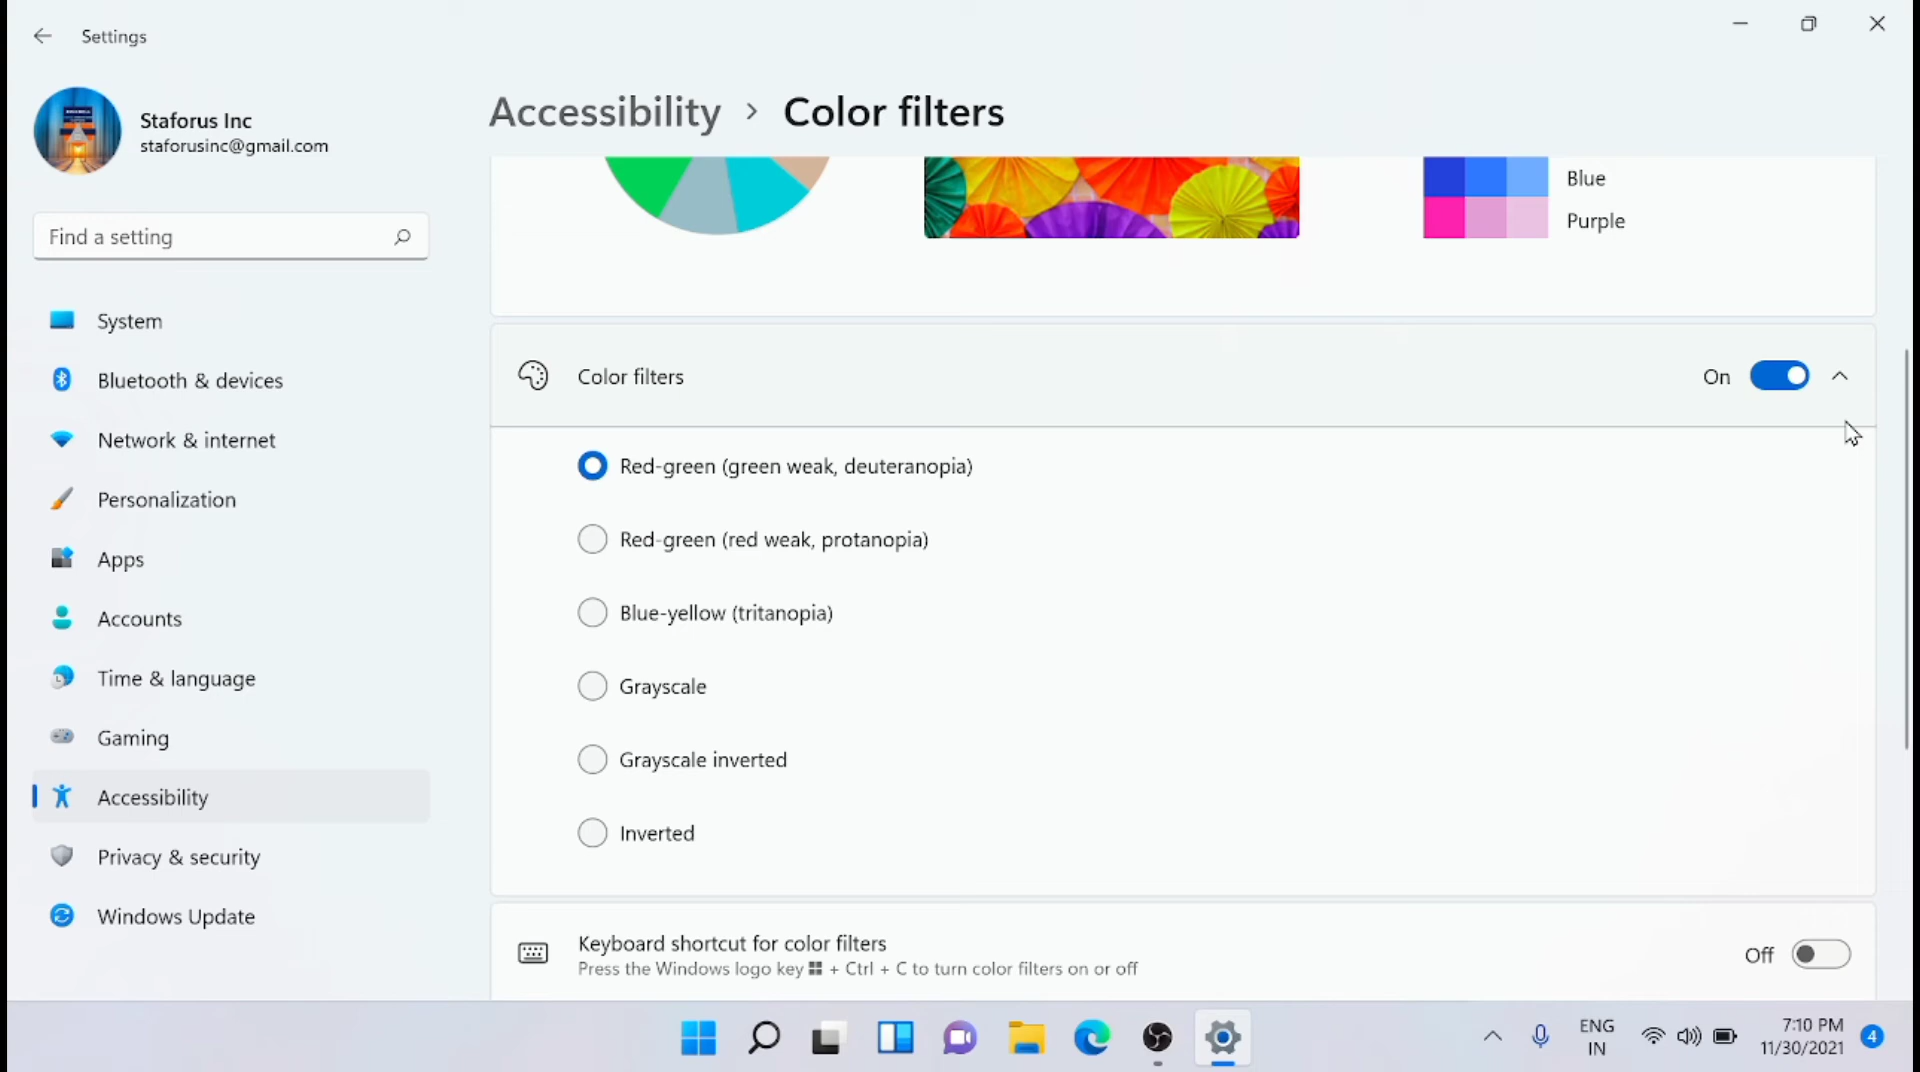 Settings
Staforus Inc
staforusinc@gmail.com
Find a setting
System
Bluetooth & devices
Network & internet
Personalization
Apps
Accounts
Time & language
Gaming
Accessibility
Privacy & security
Windows Update
Accessibility > Color filters
Blue
Purple
Color filters
On
Red-green (green weak, deuteranopia)
Red-green (red weak, protanopia)
Blue-yellow (tritanopia)
Grayscale
Grayscale inverted
Inverted
Keyboard shortcut for color filters
Press the Windows logo key + Ctrl + C to turn color filters on or off
Off
ENG
IN
7:10 PM
11/30/2021
4